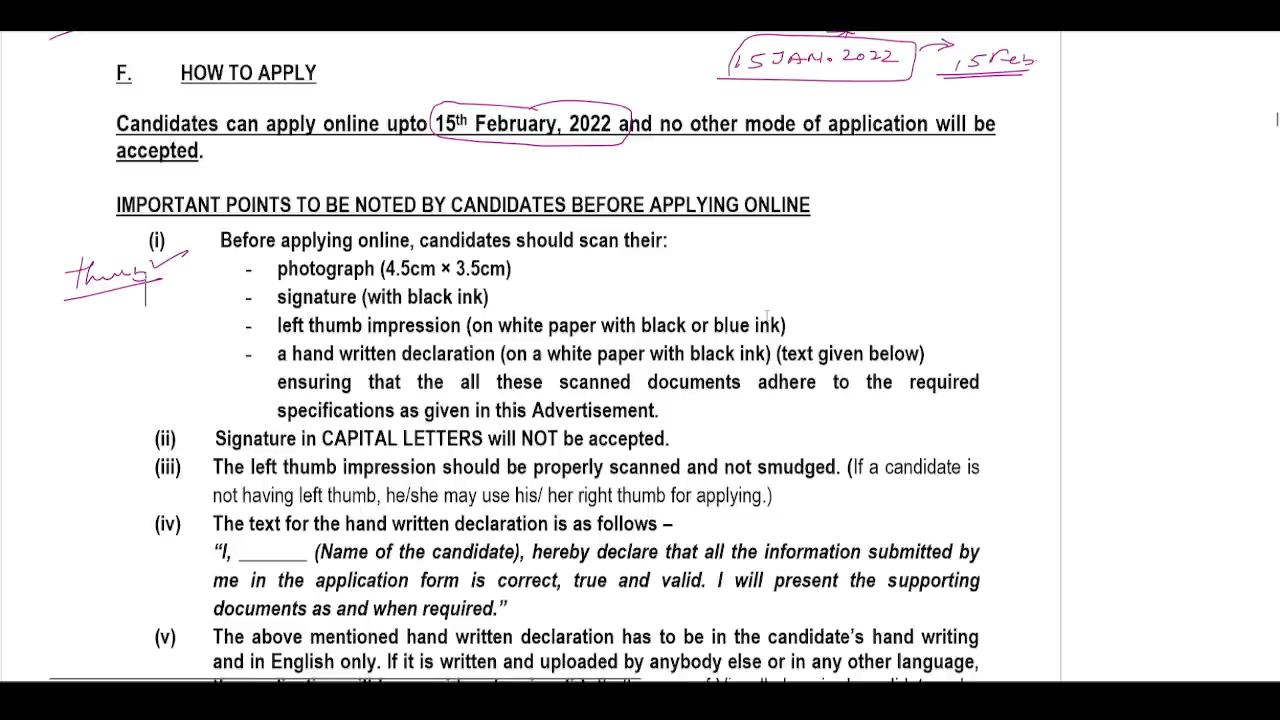 15 JAN. 2022 → 15 Feb
F. HOW TO APPLY
Candidates can apply online upto 15th February, 2022 and no other mode of application will be
accepted.
IMPORTANT POINTS TO BE NOTED BY CANDIDATES BEFORE APPLYING ONLINE
(i) Before applying online, candidates should scan their:
thumb
- photograph (4.5cm × 3.5cm)
- signature (with black ink)
- left thumb impression (on white paper with black or blue ink)
- a hand written declaration (on a white paper with black ink) (text given below)
ensuring that the all these scanned documents adhere to the required
specifications as given in this Advertisement.
(ii) Signature in CAPITAL LETTERS will NOT be accepted.
(iii) The left thumb impression should be properly scanned and not smudged. (If a candidate is
not having left thumb, he/she may use his/ her right thumb for applying.)
(iv) The text for the hand written declaration is as follows –
“I, _______ (Name of the candidate), hereby declare that all the information submitted by
me in the application form is correct, true and valid. I will present the supporting
documents as and when required.”
(v) The above mentioned hand written declaration has to be in the candidate’s hand writing
and in English only. If it is written and uploaded by anybody else or in any other language,